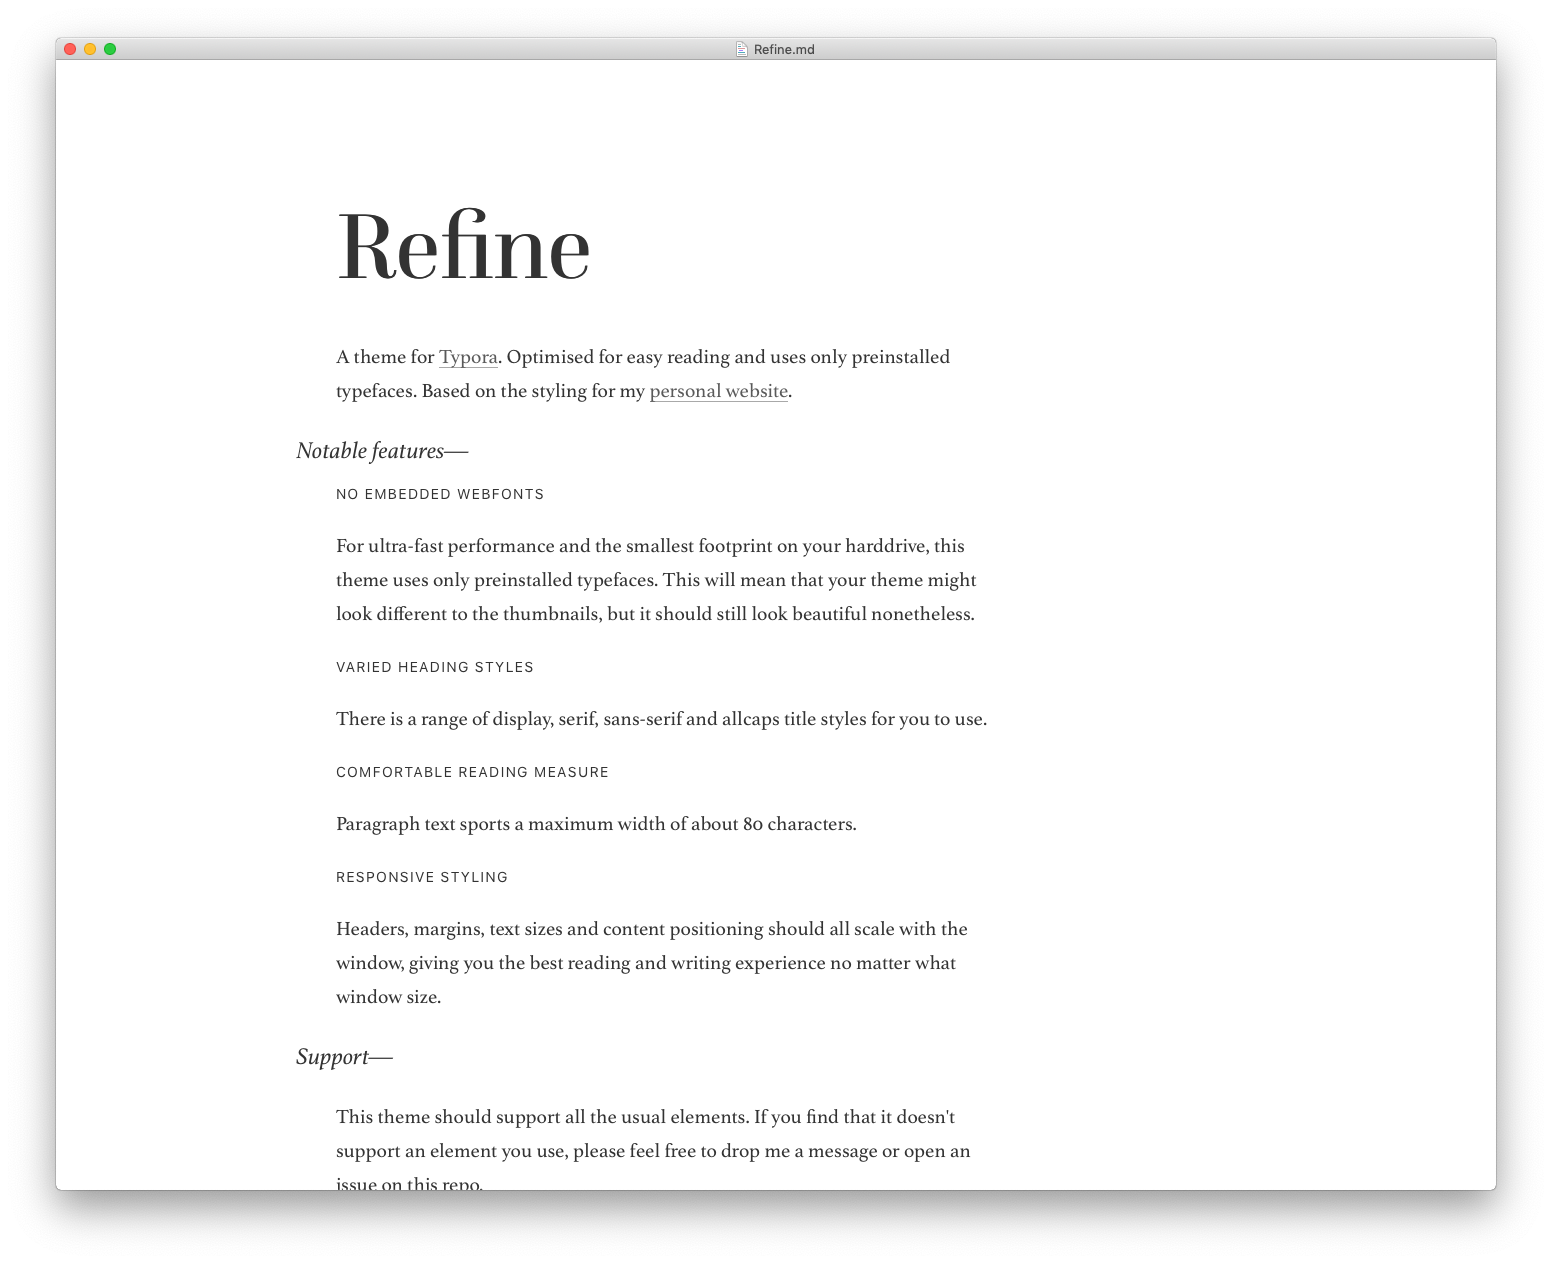 Refine.md
Refine
A theme for Typora. Optimised for easy reading and uses only preinstalled
typefaces. Based on the styling for my personal website.
Notable features—
NO EMBEDDED WEBFONTS
For ultra-fast performance and the smallest footprint on your harddrive, this
theme uses only preinstalled typefaces. This will mean that your theme might
look different to the thumbnails, but it should still look beautiful nonetheless.
VARIED HEADING STYLES
There is a range of display, serif, sans-serif and allcaps title styles for you to use.
COMFORTABLE READING MEASURE
Paragraph text sports a maximum width of about 80 characters.
RESPONSIVE STYLING
Headers, margins, text sizes and content positioning should all scale with the
window, giving you the best reading and writing experience no matter what
window size.
Support—
This theme should support all the usual elements. If you find that it doesn't
support an element you use, please feel free to drop me a message or open an
issue on this repo.